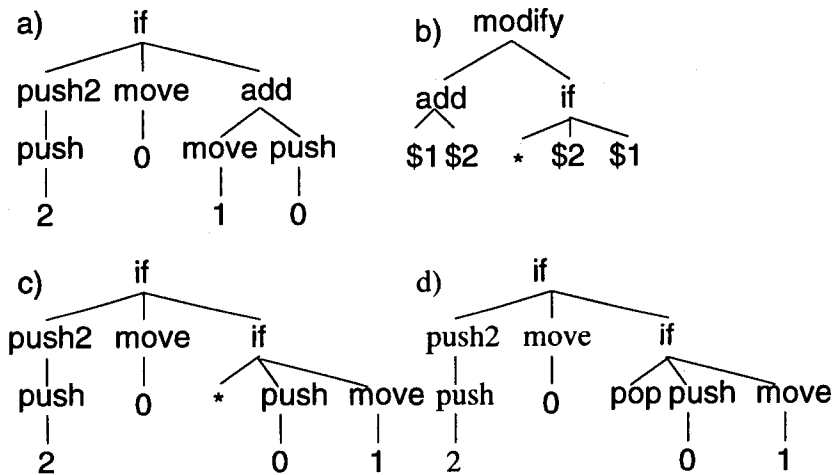 a) if b) modify
push2 move add add if
push 0 move push $1 $2 * $2 $1
2 1 0
c) if d) if
push2 move if push2 move if
push 0 * push move push 0 pop push move
2 0 1 2 0 1